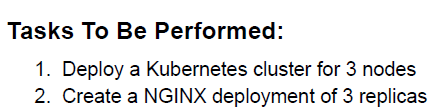 Tasks To Be Performed:
1. Deploy a Kubernetes cluster for 3 nodes
2. Create a NGINX deployment of 3 replicas